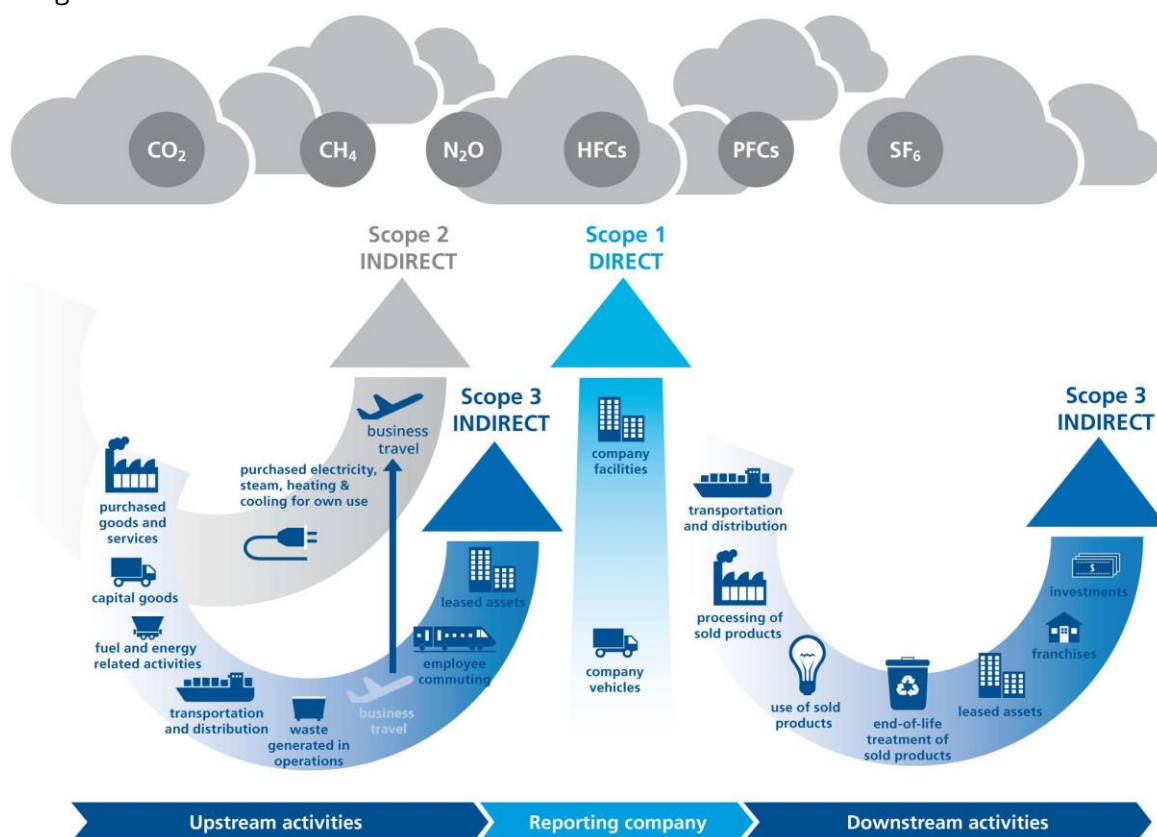 CO₂
CH₄
N₂O
HFCs
PFCs
SF₆
Scope 2
INDIRECT
Scope 1
DIRECT
Scope 3
INDIRECT
Scope 3
INDIRECT
business
travel
purchased electricity,
steam, heating &
cooling for own use
purchased
goods and
services
capital goods
fuel and energy
related activities
transportation
and distribution
waste
generated in
operations
business
travel
employee
commuting
leased assets
company
facilities
company
vehicles
transportation
and distribution
processing of
sold products
use of sold
products
end-of-life
treatment of
sold products
leased assets
franchises
investments
$
Upstream activities
Reporting company
Downstream activities